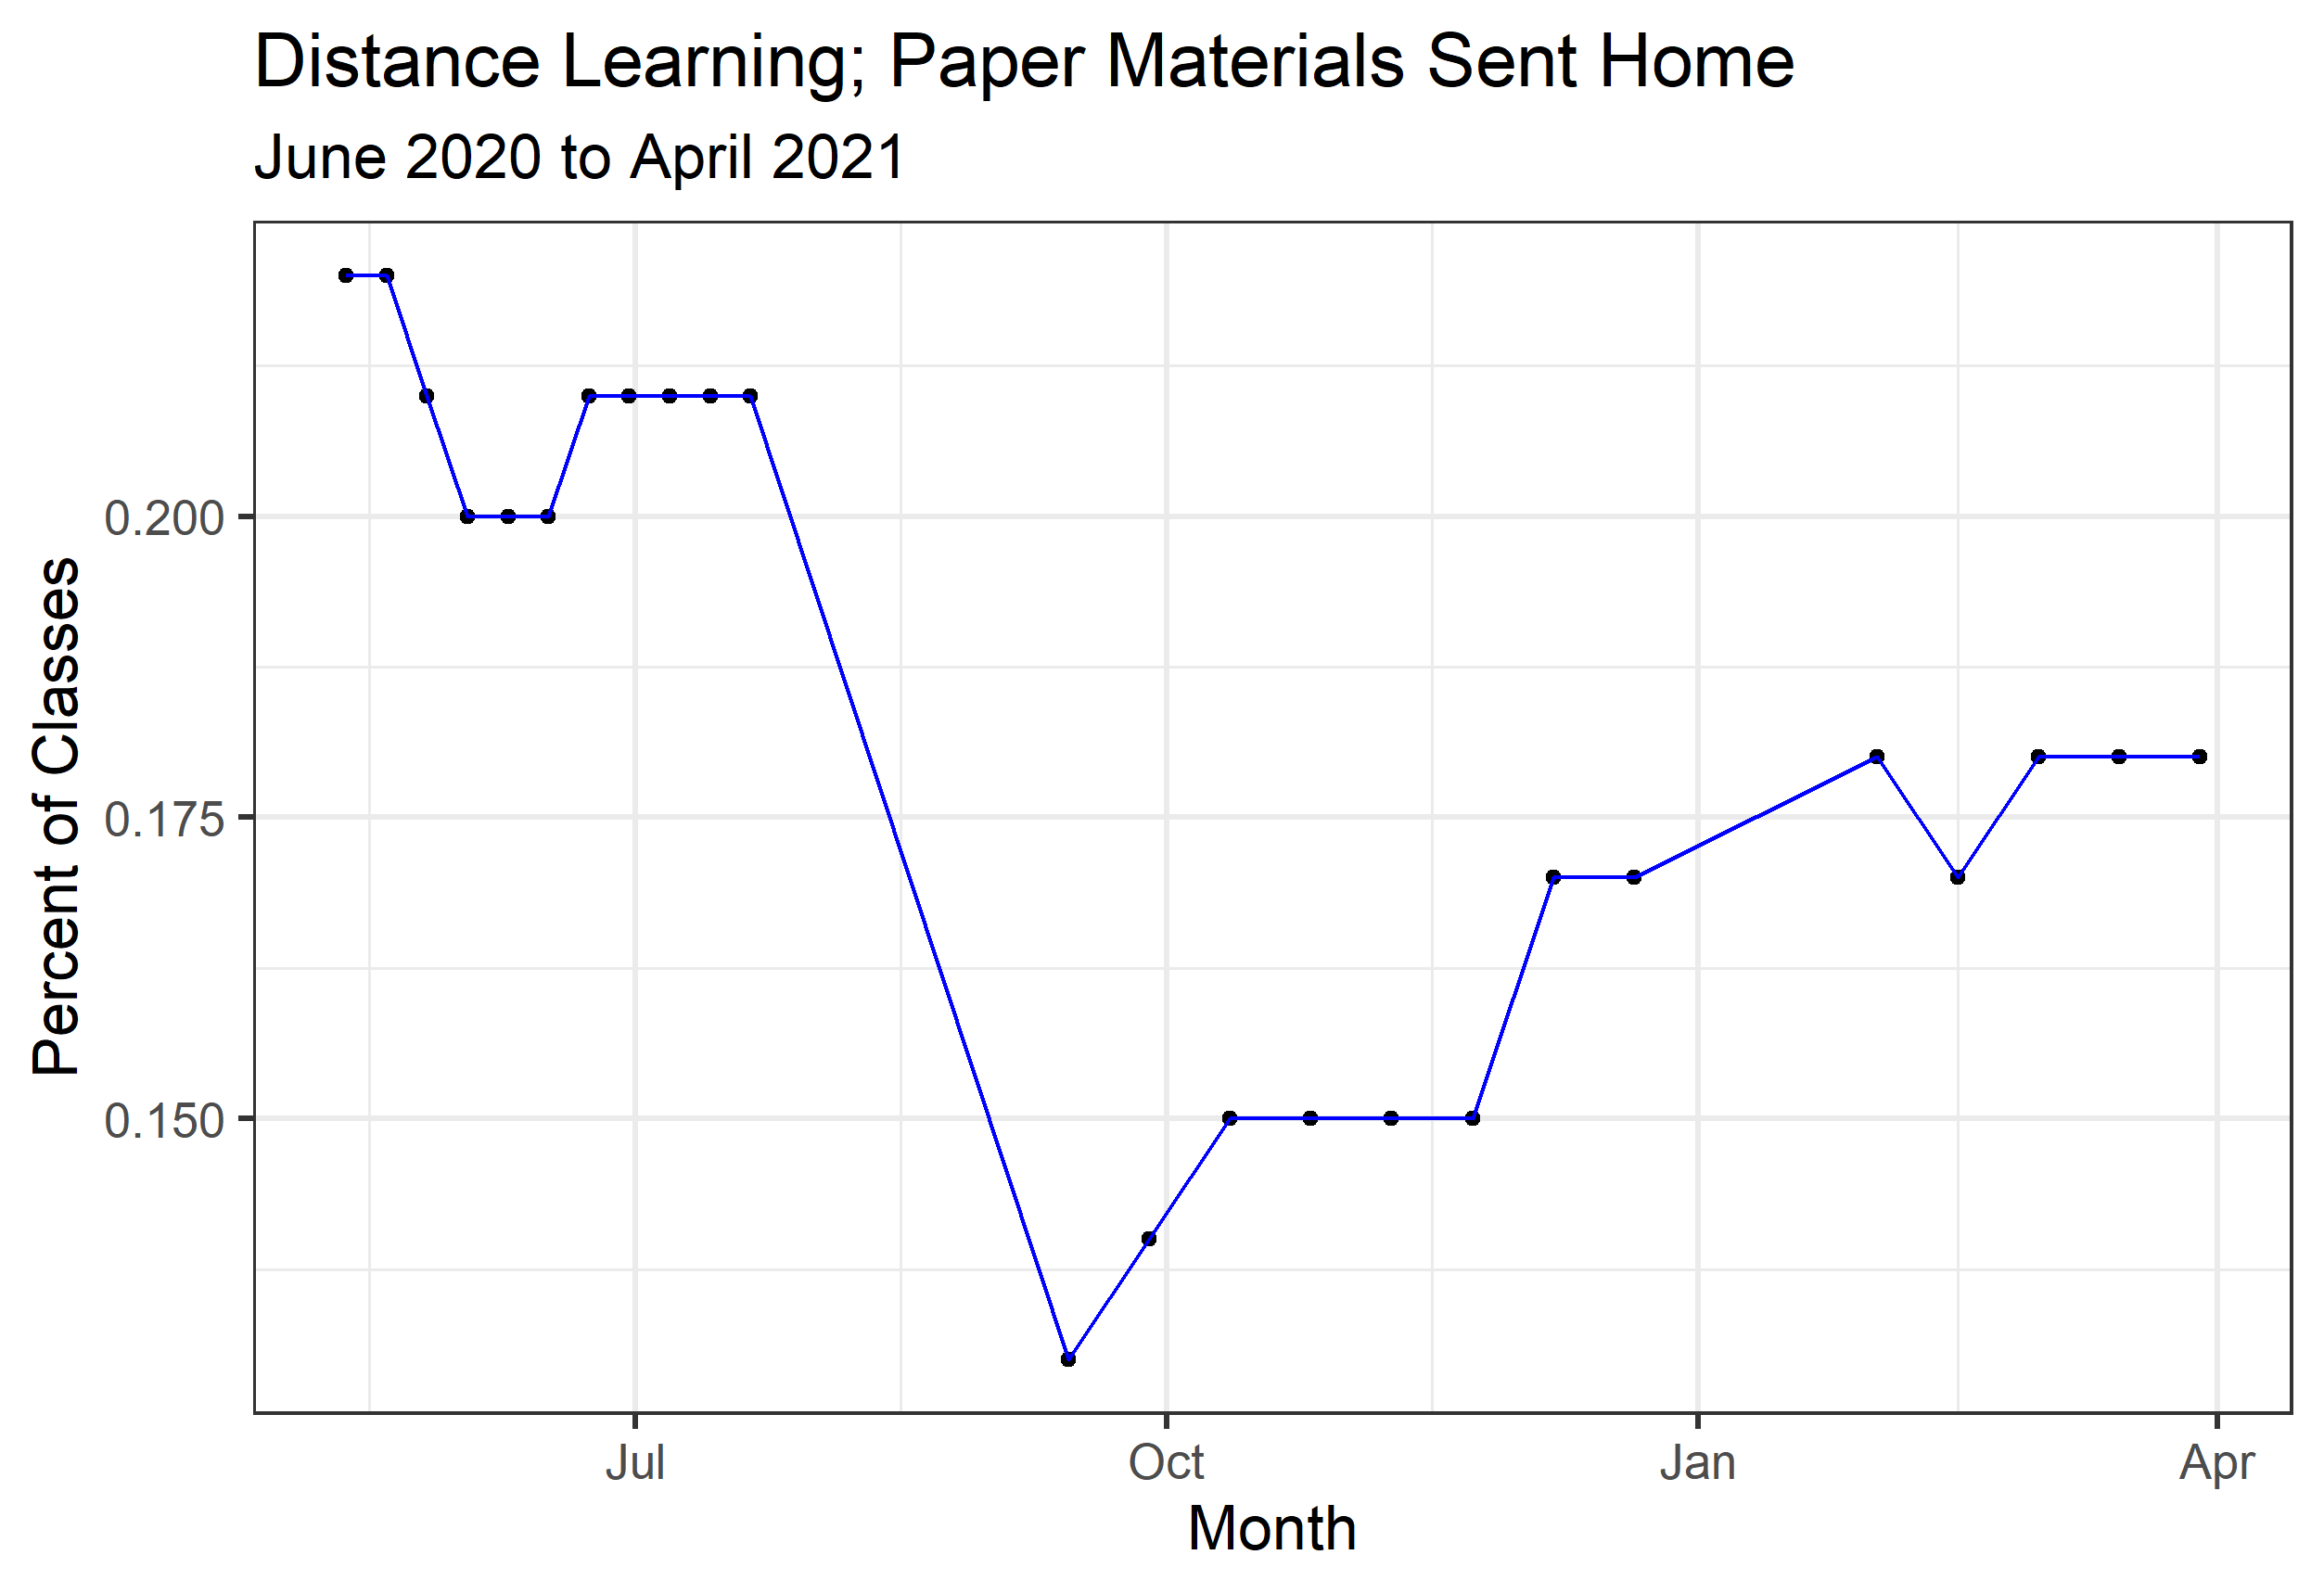 Distance Learning; Paper Materials Sent Home
June 2020 to April 2021
Percent of Classes
0.200
0.175
0.150
Jul Oct Jan Apr
Month